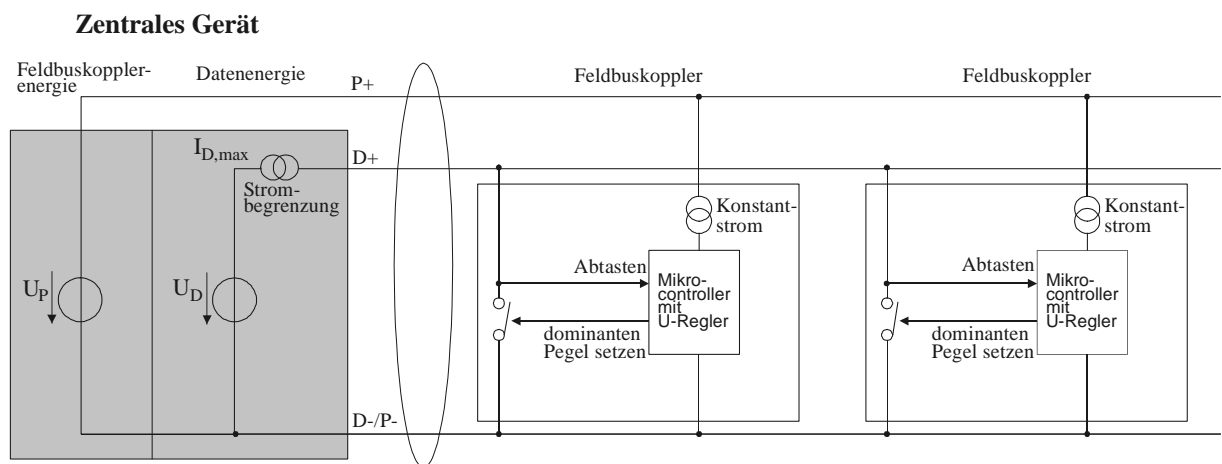 Zentrales Gerät
Feldbuskoppler-
energie
Datenenergie
P+
Feldbuskoppler
Feldbuskoppler
I_D,max
D+
Strom-
begrenzung
Konstant-
strom
Konstant-
strom
U_P
U_D
Abtasten
Mikro-
controller
mit
U-Regler
dominanten
Pegel setzen
Abtasten
Mikro-
controller
mit
U-Regler
dominanten
Pegel setzen
D-/P-